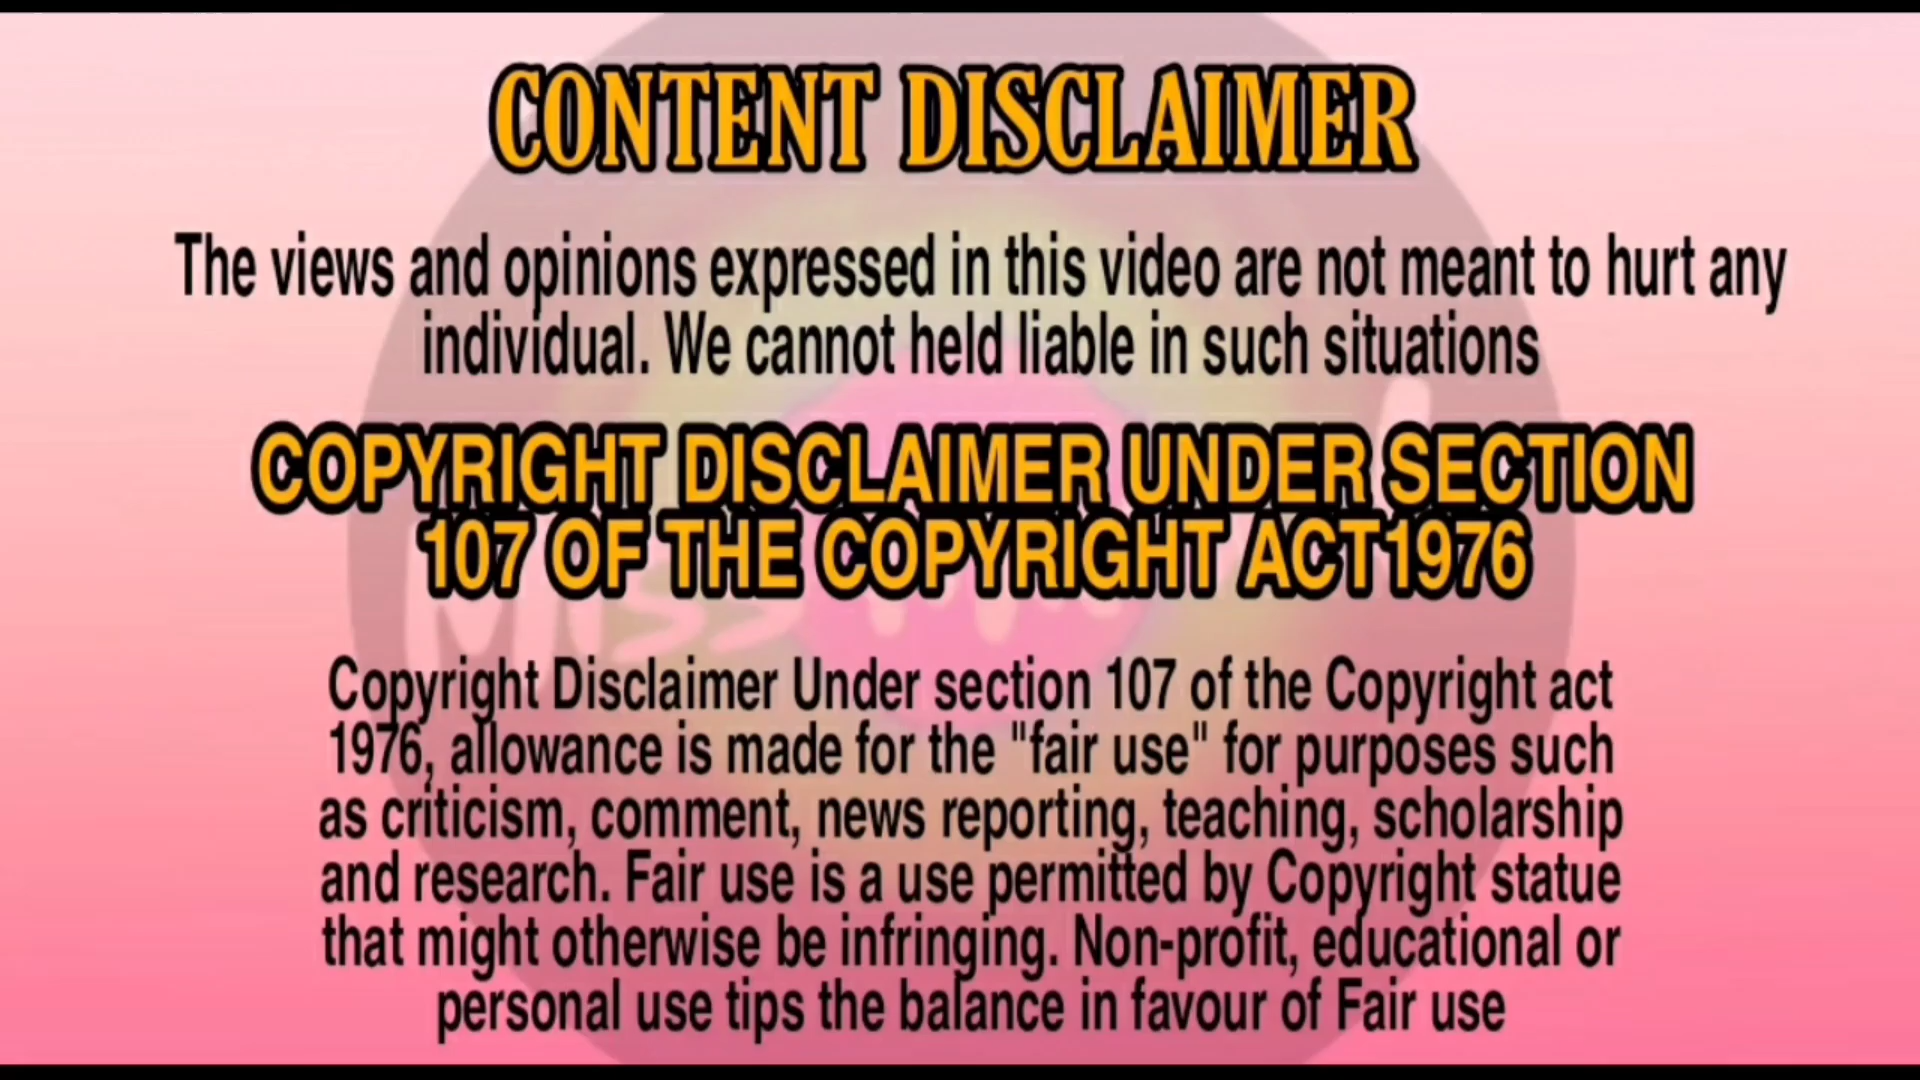 CONTENT DISCLAIMER
The views and opinions expressed in this video are not meant to hurt any
individual. We cannot held liable in such situations
COPYRIGHT DISCLAIMER UNDER SECTION
107 OF THE COPYRIGHT ACT1976
Miss
Copyright Disclaimer Under section 107 of the Copyright act
1976, allowance is made for the "fair use" for purposes such
as criticism, comment, news reporting, teaching, scholarship
and research. Fair use is a use permitted by Copyright statue
that might otherwise be infringing. Non-profit, educational or
personal use tips the balance in favour of Fair use